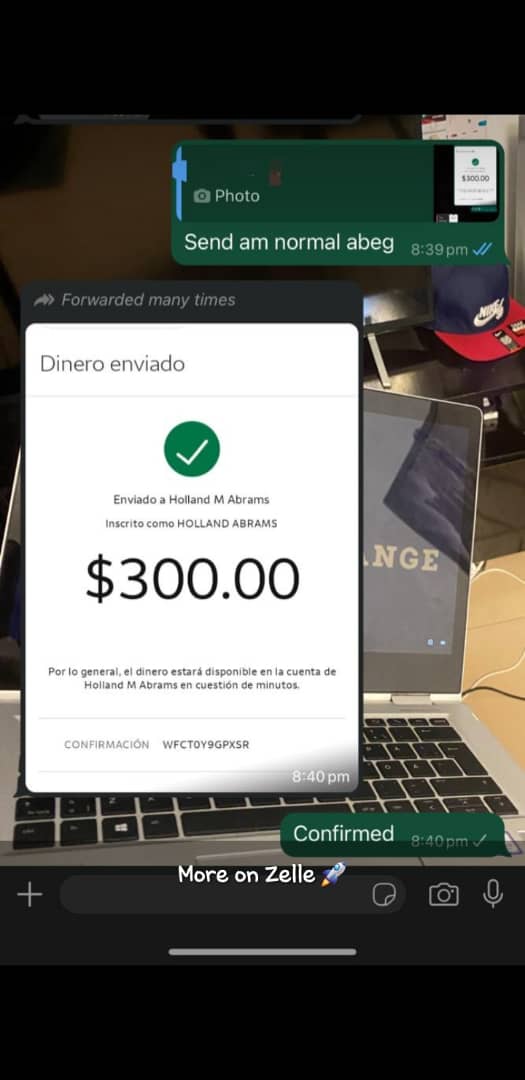 $300.00
Photo
Send am normal abeg
8:39 pm
Forwarded many times
Dinero enviado
Enviado a Holland M Abrams
Inscrito como HOLLAND ABRAMS
$300.00
Por lo general, el dinero estará disponible en la cuenta de
Holland M Abrams en cuestión de minutos.
CONFIRMACIÓN WFCT0Y9GPXSR
8:40 pm
NGE
Confirmed
8:40 pm
More on Zelle 🚀